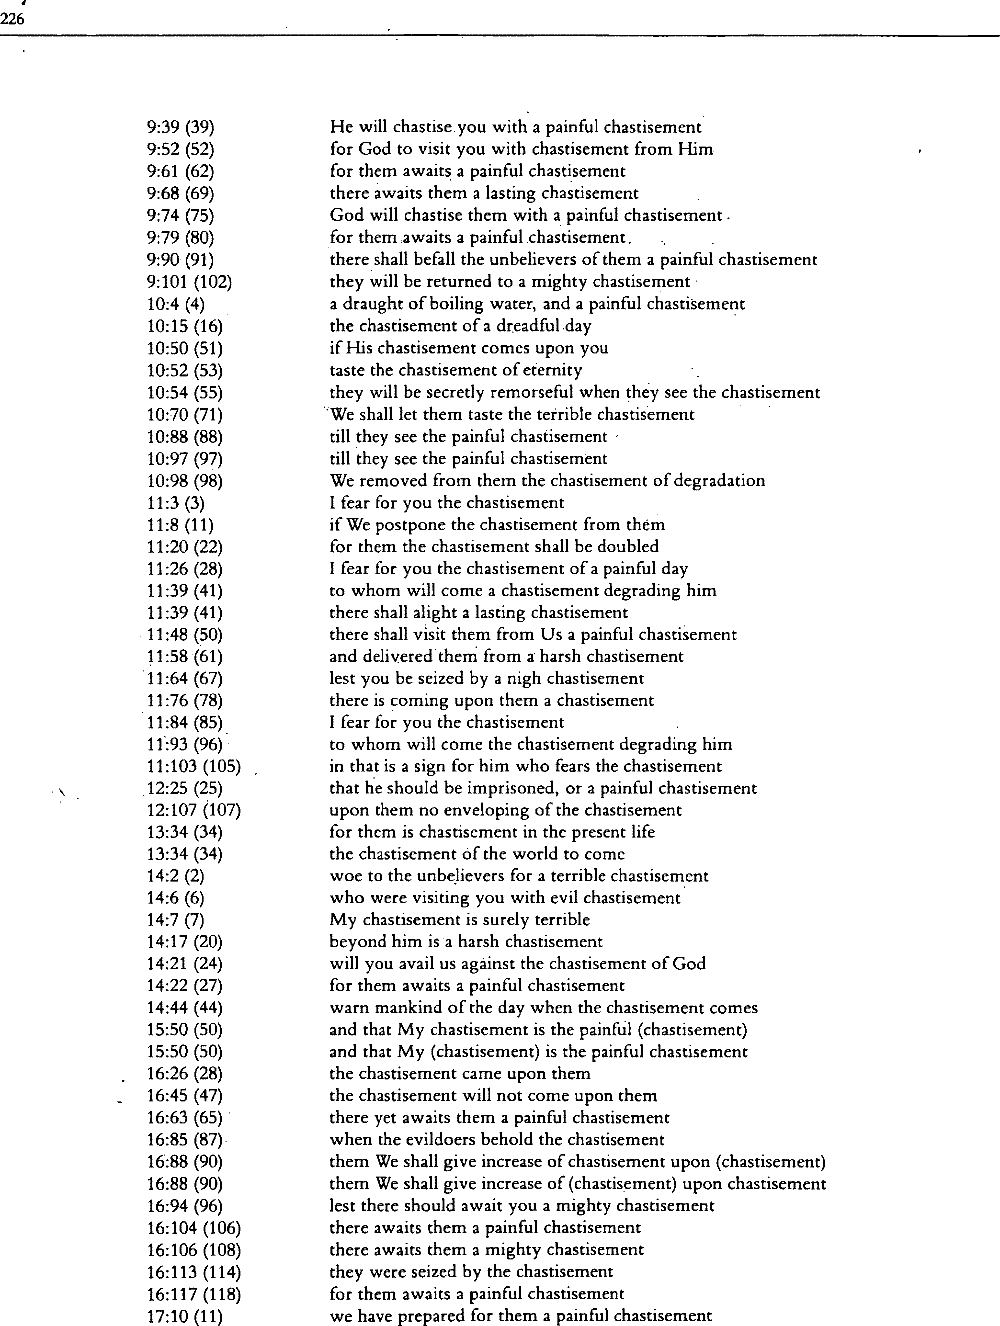 226
9:39 (39) He will chastise you with a painful chastisement
9:52 (52) for God to visit you with chastisement from Him
9:61 (62) for them awaits a painful chastisement
9:68 (69) there awaits them a lasting chastisement
9:74 (75) God will chastise them with a painful chastisement
9:79 (80) for them awaits a painful chastisement
9:90 (91) there shall befall the unbelievers of them a painful chastisement
9:101 (102) they will be returned to a mighty chastisement
10:4 (4) a draught of boiling water, and a painful chastisement
10:15 (16) the chastisement of a dreadful day
10:50 (51) if His chastisement comes upon you
10:52 (53) taste the chastisement of eternity
10:54 (55) they will be secretly remorseful when they see the chastisement
10:70 (71) We shall let them taste the terrible chastisement
10:88 (88) till they see the painful chastisement
10:97 (97) till they see the painful chastisement
10:98 (98) We removed from them the chastisement of degradation
11:3 (3) I fear for you the chastisement
11:8 (11) if We postpone the chastisement from them
11:20 (22) for them the chastisement shall be doubled
11:26 (28) I fear for you the chastisement of a painful day
11:39 (41) to whom will come a chastisement degrading him
11:39 (41) there shall alight a lasting chastisement
11:48 (50) there shall visit them from Us a painful chastisement
11:58 (61) and delivered them from a harsh chastisement
11:64 (67) lest you be seized by a nigh chastisement
11:76 (78) there is coming upon them a chastisement
11:84 (85) I fear for you the chastisement
11:93 (96) to whom will come the chastisement degrading him
11:103 (105) in that is a sign for him who fears the chastisement
12:25 (25) that he should be imprisoned, or a painful chastisement
12:107 (107) upon them no enveloping of the chastisement
13:34 (34) for them is chastisement in the present life
13:34 (34) the chastisement of the world to come
14:2 (2) woe to the unbelievers for a terrible chastisement
14:6 (6) who were visiting you with evil chastisement
14:7 (7) My chastisement is surely terrible
14:17 (20) beyond him is a harsh chastisement
14:21 (24) will you avail us against the chastisement of God
14:22 (27) for them awaits a painful chastisement
14:44 (44) warn mankind of the day when the chastisement comes
15:50 (50) and that My chastisement is the painful (chastisement)
15:50 (50) and that My (chastisement) is the painful chastisement
16:26 (28) the chastisement came upon them
16:45 (47) the chastisement will not come upon them
16:63 (65) there yet awaits them a painful chastisement
16:85 (87) when the evildoers behold the chastisement
16:88 (90) them We shall give increase of chastisement upon (chastisement)
16:88 (90) them We shall give increase of (chastisement) upon chastisement
16:94 (96) lest there should await you a mighty chastisement
16:104 (106) there awaits them a painful chastisement
16:106 (108) there awaits them a mighty chastisement
16:113 (114) they were seized by the chastisement
16:117 (118) for them awaits a painful chastisement
17:10 (11) we have prepared for them a painful chastisement